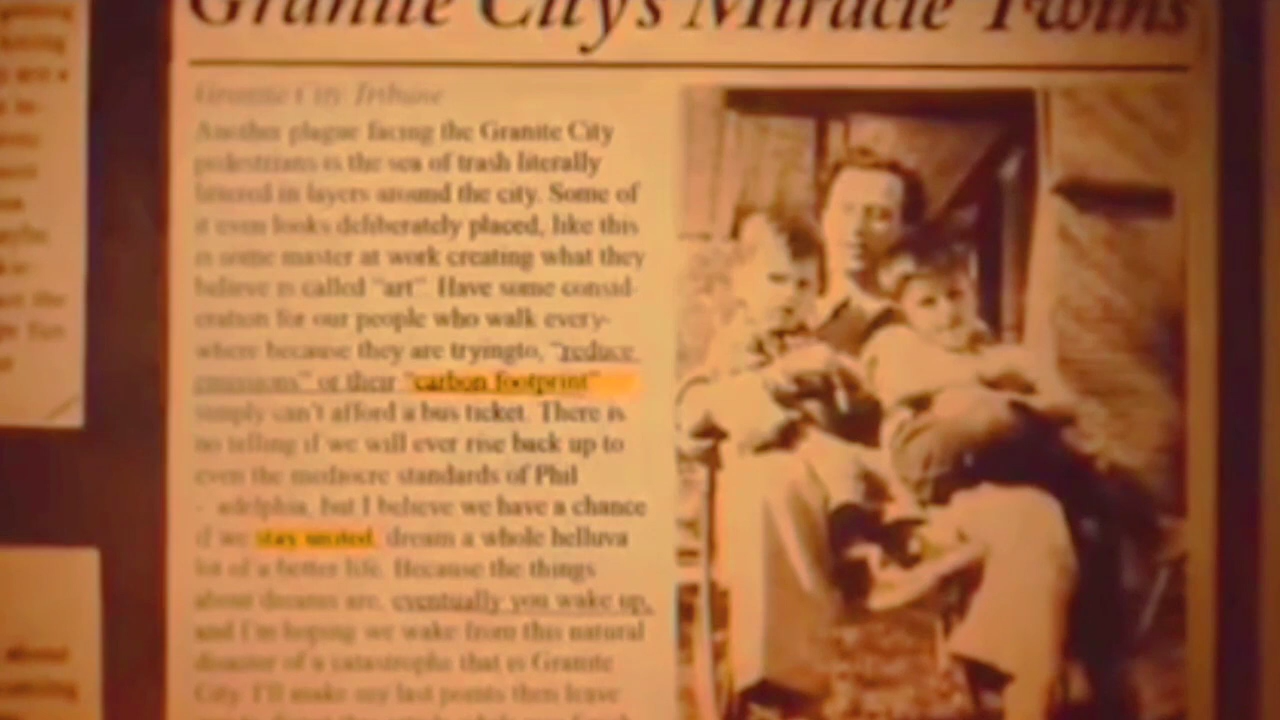 Granite City's Miracle Twins
Granite City Tribune
Another plague facing the Granite City
pedestrians is the sea of trash literally
littered in layers around the city. Some of
it even looks deliberately placed, like this
is some master at work creating what they
believe is called "art". Have some consid-
eration for our people who walk every-
where because they are tryingto, "reduce
emissions" or their "carbon footprint"
simply can't afford a bus ticket. There is
no telling if we will ever rise back up to
even the mediocre standards of Phil
- adelphia, but I believe we have a chance
if we stay united, dream a whole helluva
lot of a better life. Because the things
about dreams are, eventually you wake up,
and I'm hoping we wake from this natural
disaster of a catastrophe that is Granite
City. I'll make my last points then leave